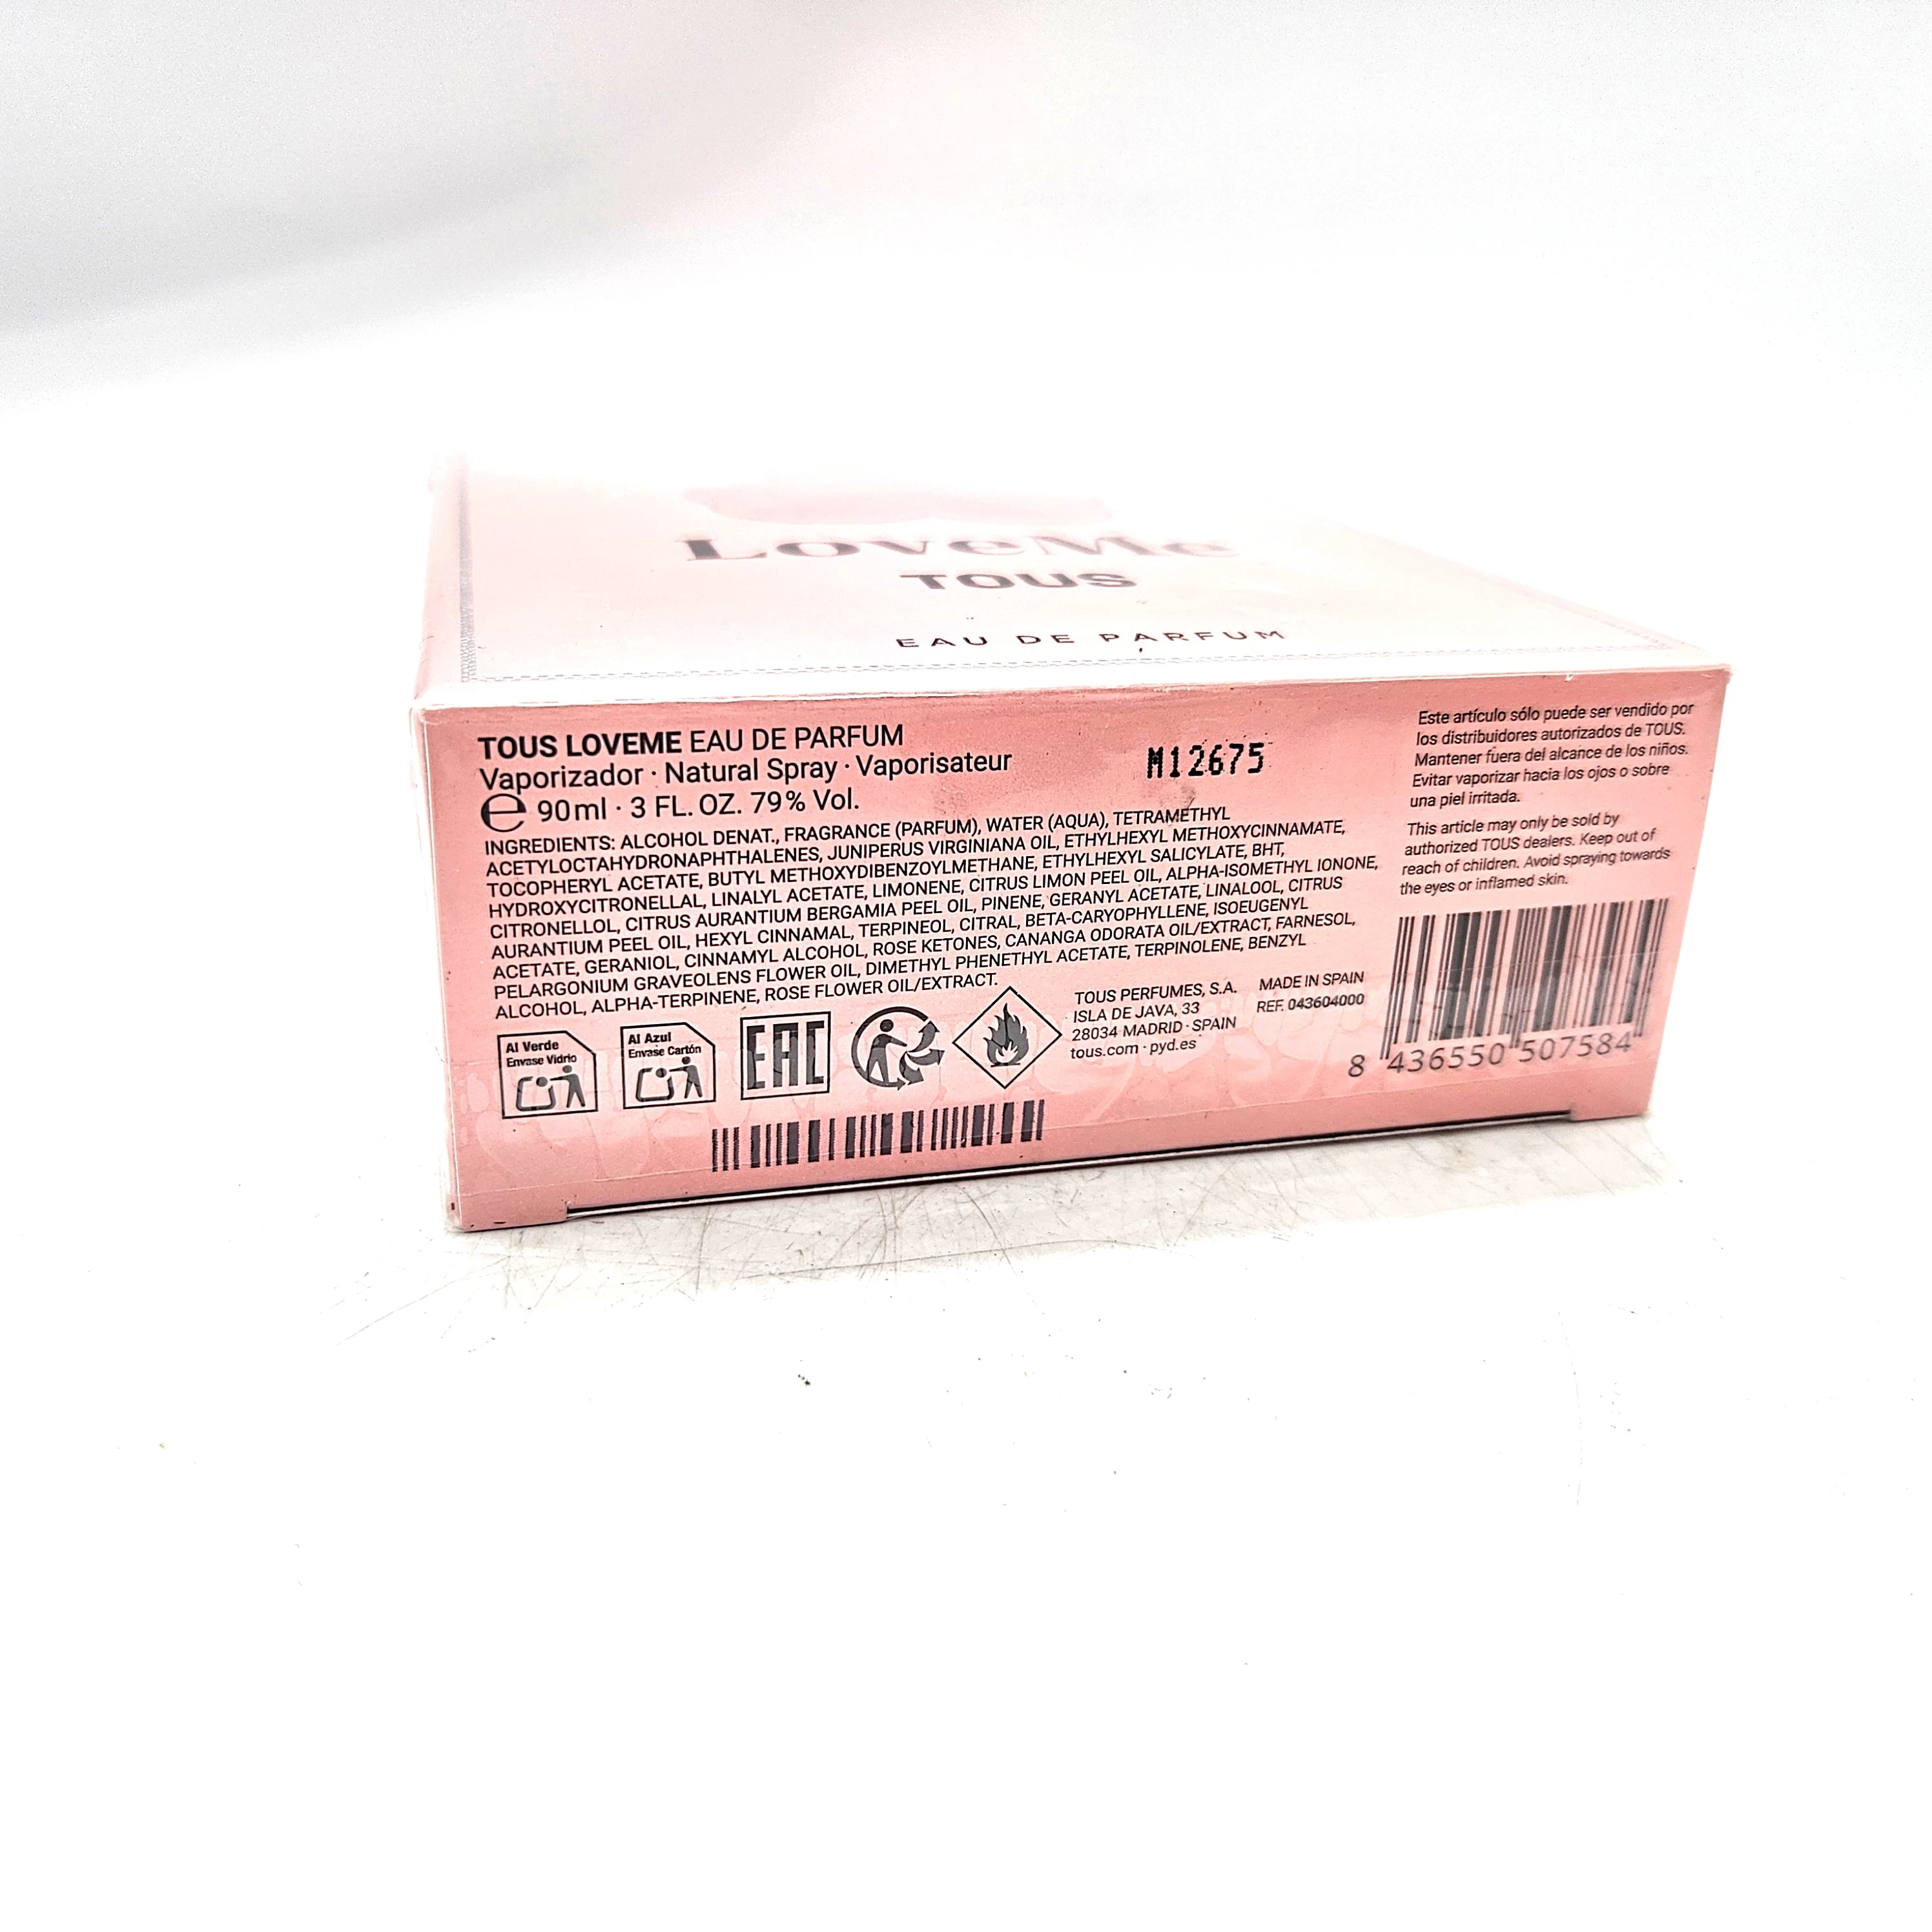 LoveMe
TOUS
EAU DE PARFUM
TOUS LOVEME EAU DE PARFUM
Vaporizador · Natural Spray · Vaporisateur
℮ 90ml · 3 FL. OZ. 79% Vol.
M12675
INGREDIENTS: ALCOHOL DENAT., FRAGRANCE (PARFUM), WATER (AQUA), TETRAMETHYL
ACETYLOCTAHYDRONAPHTHALENES, JUNIPERUS VIRGINIANA OIL, ETHYLHEXYL METHOXYCINNAMATE,
TOCOPHERYL ACETATE, BUTYL METHOXYDIBENZOYLMETHANE, ETHYLHEXYL SALICYLATE, BHT,
HYDROXYCITRONELLAL, LINALYL ACETATE, LIMONENE, CITRUS LIMON PEEL OIL, ALPHA-ISOMETHYL IONONE,
CITRONELLOL, CITRUS AURANTIUM BERGAMIA PEEL OIL, PINENE, GERANYL ACETATE, LINALOOL, CITRUS
AURANTIUM PEEL OIL, HEXYL CINNAMAL, TERPINEOL, CITRAL, BETA-CARYOPHYLLENE, ISOEUGENYL
ACETATE, GERANIOL, CINNAMYL ALCOHOL, ROSE KETONES, CANANGA ODORATA OIL/EXTRACT, FARNESOL,
PELARGONIUM GRAVEOLENS FLOWER OIL, DIMETHYL PHENETHYL ACETATE, TERPINOLENE, BENZYL
ALCOHOL, ALPHA-TERPINENE, ROSE FLOWER OIL/EXTRACT.
Al Verde
Envase Vidrio
Al Azul
Envase Cartón
EAC
TOUS PERFUMES, S.A.
ISLA DE JAVA, 33
28034 MADRID · SPAIN
tous.com · pyd.es
MADE IN SPAIN
REF. 043604000
Este artículo sólo puede ser vendido por
los distribuidores autorizados de TOUS.
Mantener fuera del alcance de los niños.
Evitar vaporizar hacia los ojos o sobre
una piel irritada.
This article may only be sold by
authorized TOUS dealers. Keep out of
reach of children. Avoid spraying towards
the eyes or inflamed skin.
8 436550 507584